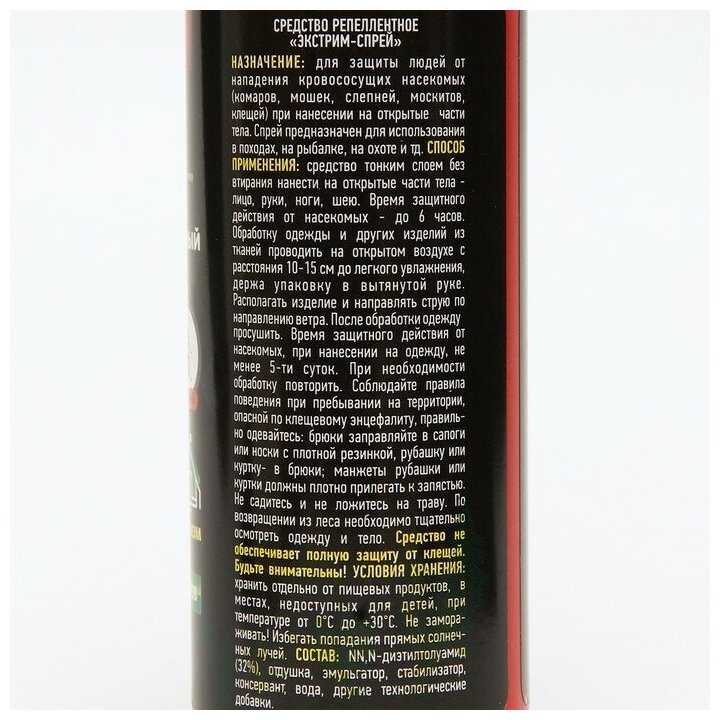 СРЕДСТВО РЕПЕЛЛЕНТНОЕ
«ЭКСТРИМ-СПРЕЙ»
НАЗНАЧЕНИЕ: для защиты людей от
нападения кровососущих насекомых
(комаров, мошек, слепней, москитов,
клещей) при нанесении на открытые части
тела. Спрей предназначен для использования
в походах, на рыбалке, на охоте и тд. СПОСОБ
ПРИМЕНЕНИЯ: средство тонким слоем без
втирания нанести на открытые части тела -
лицо, руки, ноги, шею. Время защитного
действия от насекомых - до 6 часов.
Обработку одежды и других изделий из
тканей проводить на открытом воздухе с
расстояния 10-15 см до легкого увлажнения,
держа упаковку в вытянутой руке.
Располагать изделие и направлять струю по
направлению ветра. После обработки одежду
просушить. Время защитного действия от
насекомых, при нанесении на одежду, не
менее 5-ти суток. При необходимости
обработку повторить. Соблюдайте правила
поведения при пребывании на территории,
опасной по клещевому энцефалиту, правиль-
но одевайтесь: брюки заправляйте в сапоги
или носки с плотной резинкой, рубашку или
куртку- в брюки; манжеты рубашки или
куртки должны плотно прилегать к запястью.
Не садитесь и не ложитесь на траву. По
возвращении из леса необходимо тщательно
осмотреть одежду и тело. Средство не
обеспечивает полную защиту от клещей.
Будьте внимательны! УСЛОВИЯ ХРАНЕНИЯ:
хранить отдельно от пищевых продуктов, в
местах, недоступных для детей, при
температуре от 0°С до +30°С. Не замора-
живать! Избегать попадания прямых солнеч-
ных лучей. СОСТАВ: NN,N-диэтилтолуамид
(32%), отдушка, эмульгатор, стабилизатор,
консервант, вода, другие технологические
добавки.